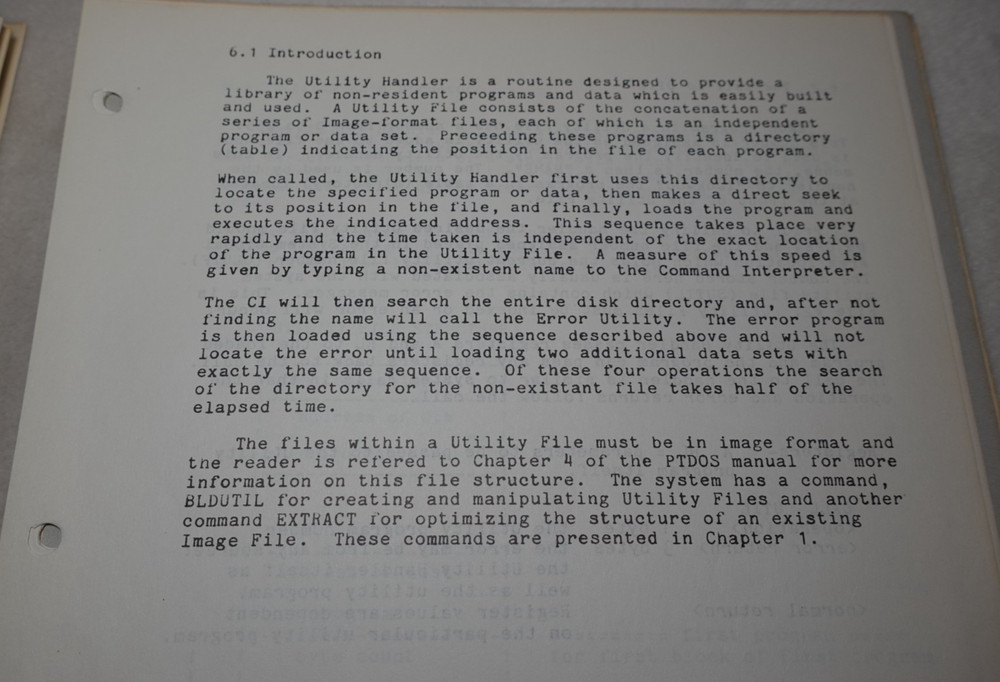 6.1 Introduction
The Utility Handler is a routine designed to provide a
library of non-resident programs and data which is easily built
and used. A Utility File consists of the concatenation of a
series of Image-format files, each of which is an independent
program or data set. Preceeding these programs is a directory
(table) indicating the position in the file of each program.
When called, the Utility Handler first uses this directory to
locate the specified program or data, then makes a direct seek
to its position in the file, and finally, loads the program and
executes the indicated address. This sequence takes place very
rapidly and the time taken is independent of the exact location
of the program in the Utility File. A measure of this speed is
given by typing a non-existent name to the Command Interpreter.
The CI will then search the entire disk directory and, after not
finding the name will call the Error Utility. The error program
is then loaded using the sequence described above and will not
locate the error until loading two additional data sets with
exactly the same sequence. Of these four operations the search
of the directory for the non-existant file takes half of the
elapsed time.
The files within a Utility File must be in image format and
the reader is refered to Chapter 4 of the PTDOS manual for more
information on this file structure. The system has a command,
BLDUTIL for creating and manipulating Utility Files and another
command EXTRACT for optimizing the structure of an existing
Image File. These commands are presented in Chapter 1.